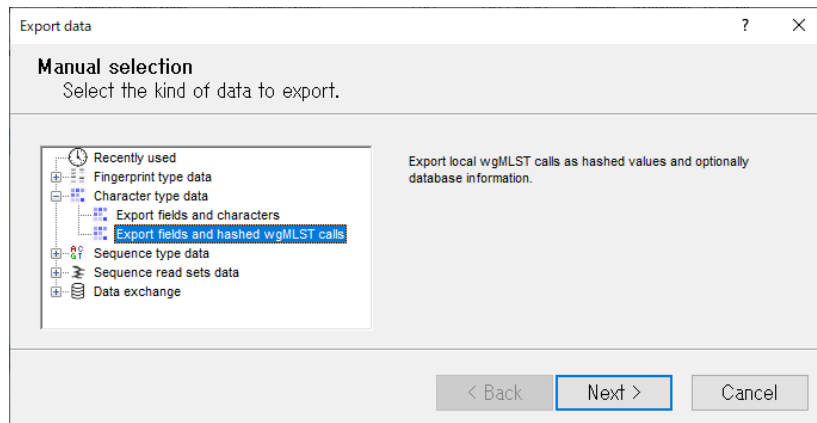 Export data
?
Manual selection
Select the kind of data to export.
Recently used
Fingerprint type data
Character type data
Export fields and characters
Export fields and hashed wgMLST calls
Sequence type data
Sequence read sets data
Data exchange
Export local wgMLST calls as hashed values and optionally
database information.
< Back
Next >
Cancel